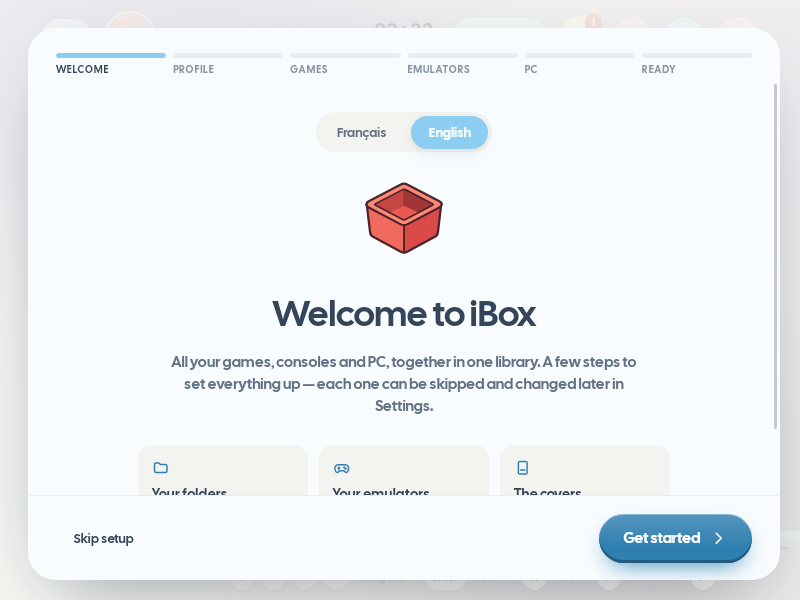 WELCOME PROFILE GAMES EMULATORS PC READY
Français English
Welcome to iBox
All your games, consoles and PC, together in one library. A few steps to
set everything up — each one can be skipped and changed later in
Settings.
Your folders Your emulators The covers
Skip setup Get started